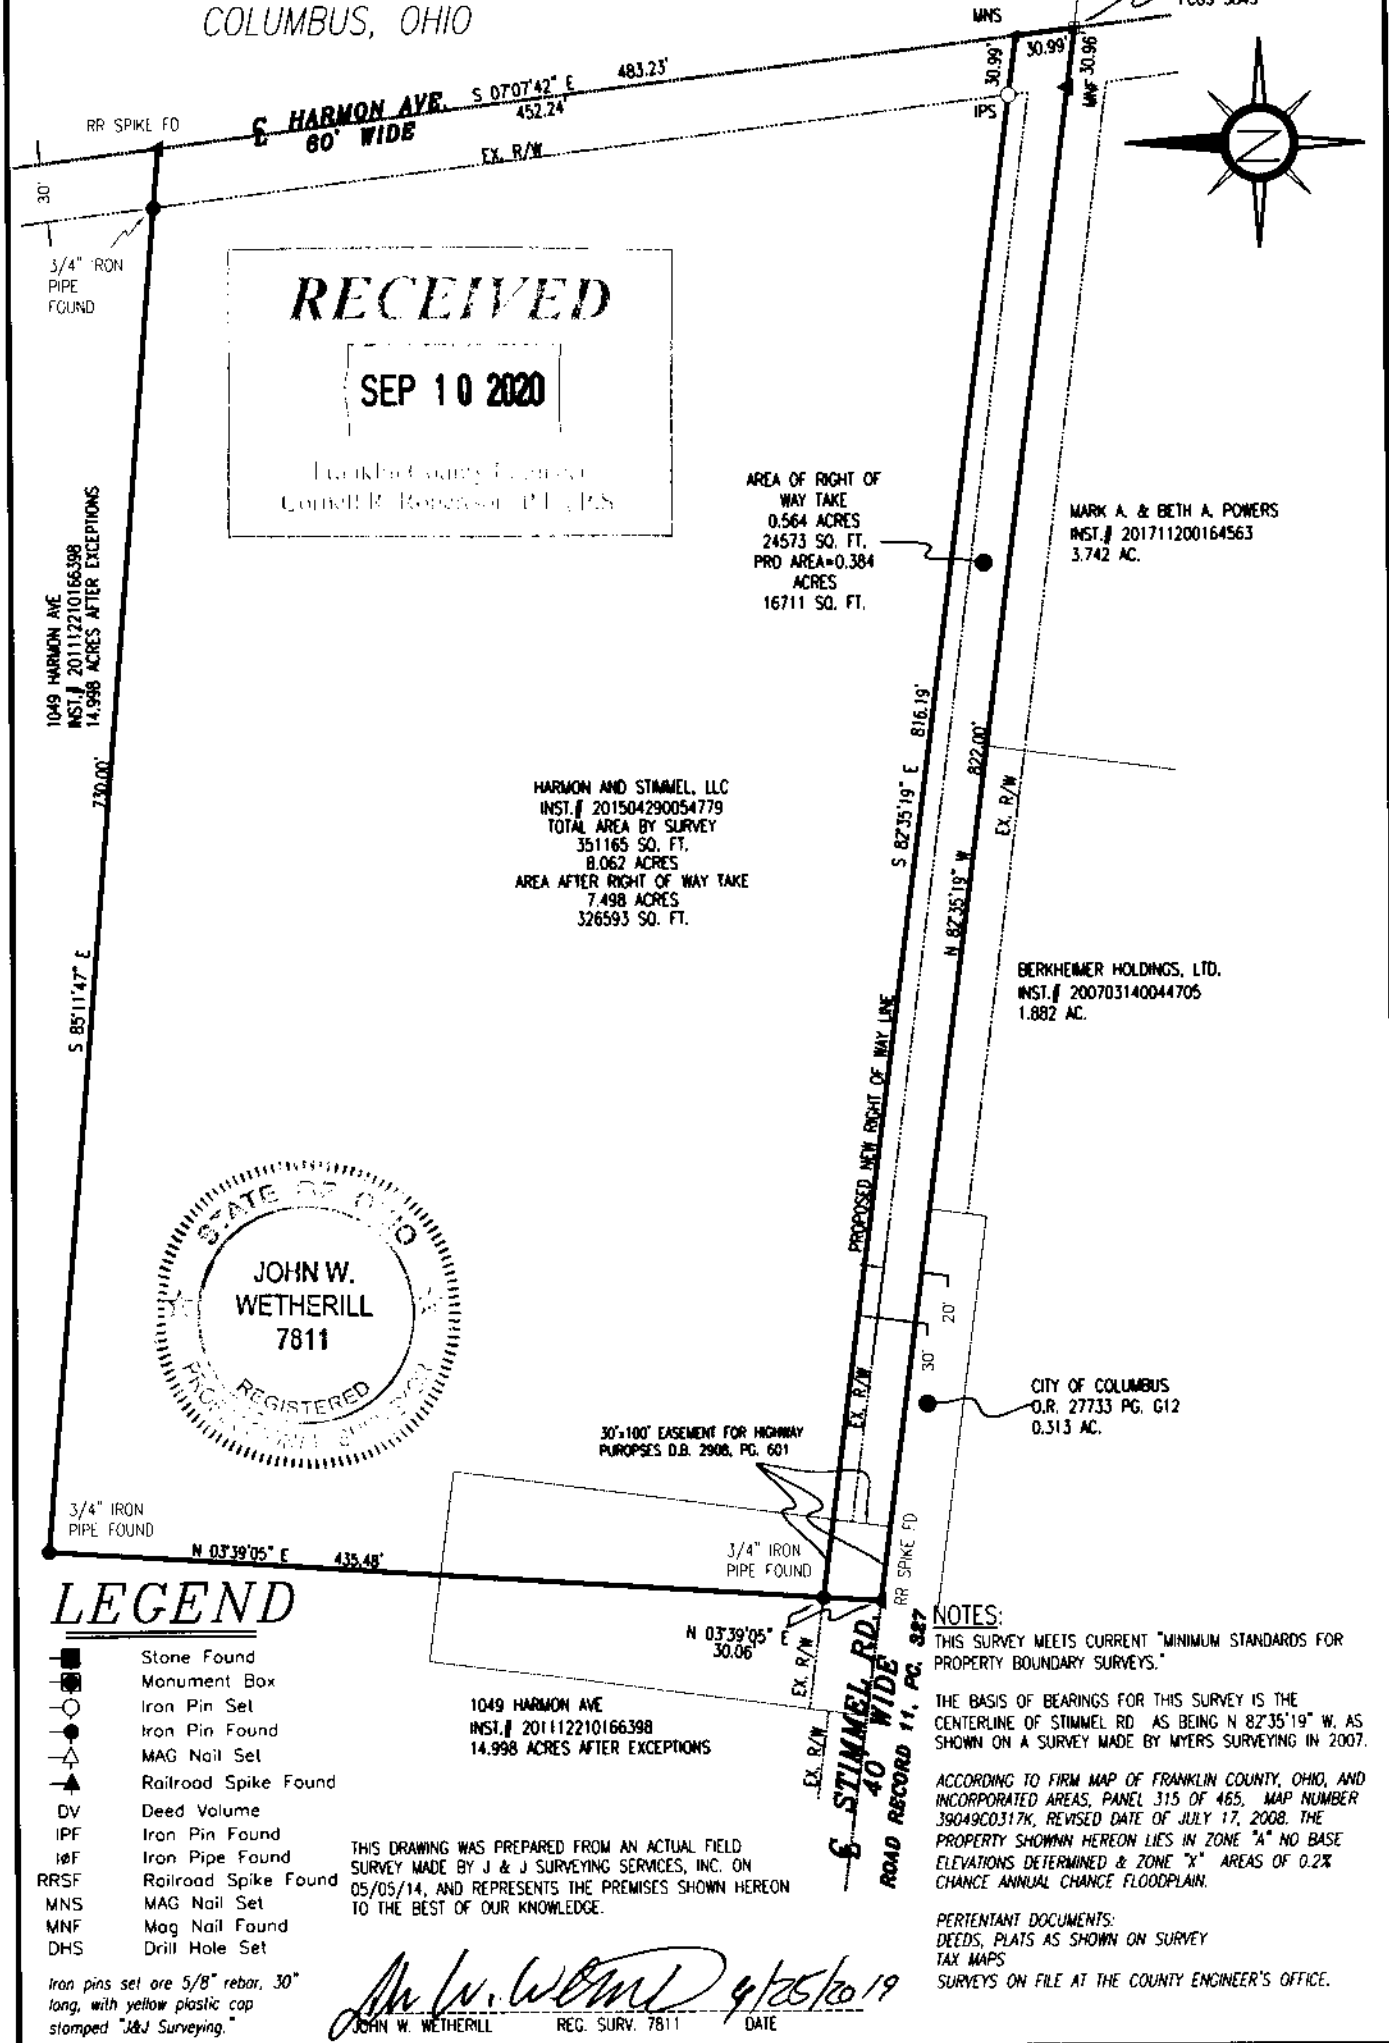 COLUMBUS, OHIO
MNS
30.99'
30.99'
MNF 30.96'
IPS
S 07°07'42" E
483.23'
452.24'
RR SPIKE FD
℄ HARMON AVE.
60' WIDE
EX. R/W
30'
3/4" IRON
PIPE
FOUND
N
RECEIVED
SEP 10 2020
Franklin County Engineer
Cornell R. Robertson, P.E., P.S.
AREA OF RIGHT OF
WAY TAKE
0.564 ACRES
24573 SQ. FT.
PRO AREA=0.384
ACRES
16711 SQ. FT.
MARK A. & BETH A. POWERS
INST.# 201711200164563
3.742 AC.
1049 HARMON AVE
INST.# 201112210166398
14.998 ACRES AFTER EXCEPTIONS
730.00'
S 85°11'47" E
S 82°35'19" E 816.19'
822.00'
N 82°35'19" W
EX. R/W
HARMON AND STIMMEL, LLC
INST.# 201504290054779
TOTAL AREA BY SURVEY
351165 SQ. FT.
8.062 ACRES
AREA AFTER RIGHT OF WAY TAKE
7.498 ACRES
326593 SQ. FT.
BERKHEIMER HOLDINGS, LTD.
INST.# 200703140044705
1.882 AC.
PROPOSED NEW RIGHT OF WAY LINE
STATE OF OHIO
JOHN W.
WETHERILL
7811
REGISTERED
PROFESSIONAL SURVEYOR
20'
30'
EX. R/W
CITY OF COLUMBUS
O.R. 27733 PG. G12
0.313 AC.
30'x100' EASEMENT FOR HIGHWAY
PUROPSES D.B. 2908, PG. 601
3/4" IRON
PIPE FOUND
3/4" IRON
PIPE FOUND
RR SPIKE FD
N 03°39'05" E 435.48'
N 03°39'05" E
30.06'
EX. R/W
EX. R/W
℄ STIMMEL RD.
40' WIDE
ROAD RECORD 11, PG. 327
1049 HARMON AVE
INST.# 201112210166398
14.998 ACRES AFTER EXCEPTIONS
LEGEND
Stone Found
Monument Box
Iron Pin Set
Iron Pin Found
MAG Nail Set
Railroad Spike Found
DV Deed Volume
IPF Iron Pin Found
IØF Iron Pipe Found
RRSF Railroad Spike Found
MNS MAG Nail Set
MNF Mag Nail Found
DHS Drill Hole Set
Iron pins set are 5/8" rebar, 30"
long, with yellow plastic cap
stamped "J&J Surveying."
THIS DRAWING WAS PREPARED FROM AN ACTUAL FIELD
SURVEY MADE BY J & J SURVEYING SERVICES, INC. ON
05/05/14, AND REPRESENTS THE PREMISES SHOWN HEREON
TO THE BEST OF OUR KNOWLEDGE.
JOHN W. WETHERILL REG. SURV. 7811 DATE
NOTES:
THIS SURVEY MEETS CURRENT "MINIMUM STANDARDS FOR
PROPERTY BOUNDARY SURVEYS."
THE BASIS OF BEARINGS FOR THIS SURVEY IS THE
CENTERLINE OF STIMMEL RD AS BEING N 82°35'19" W, AS
SHOWN ON A SURVEY MADE BY MYERS SURVEYING IN 2007.
ACCORDING TO FIRM MAP OF FRANKLIN COUNTY, OHIO, AND
INCORPORATED AREAS, PANEL 315 OF 465, MAP NUMBER
39049C0317K, REVISED DATE OF JULY 17, 2008. THE
PROPERTY SHOWNN HEREON LIES IN ZONE "A" NO BASE
ELEVATIONS DETERMINED & ZONE "X" AREAS OF 0.2%
CHANCE ANNUAL CHANCE FLOODPLAIN.
PERTENTANT DOCUMENTS:
DEEDS, PLATS AS SHOWN ON SURVEY
TAX MAPS
SURVEYS ON FILE AT THE COUNTY ENGINEER'S OFFICE.